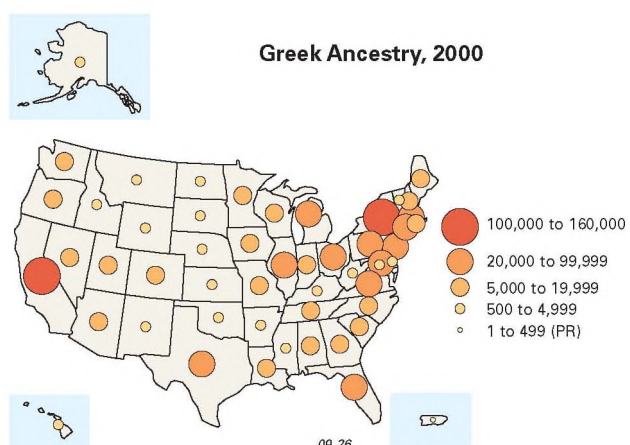 Greek Ancestry, 2000
100,000 to 160,000
20,000 to 99,999
5,000 to 19,999
500 to 4,999
1 to 499 (PR)
09-26